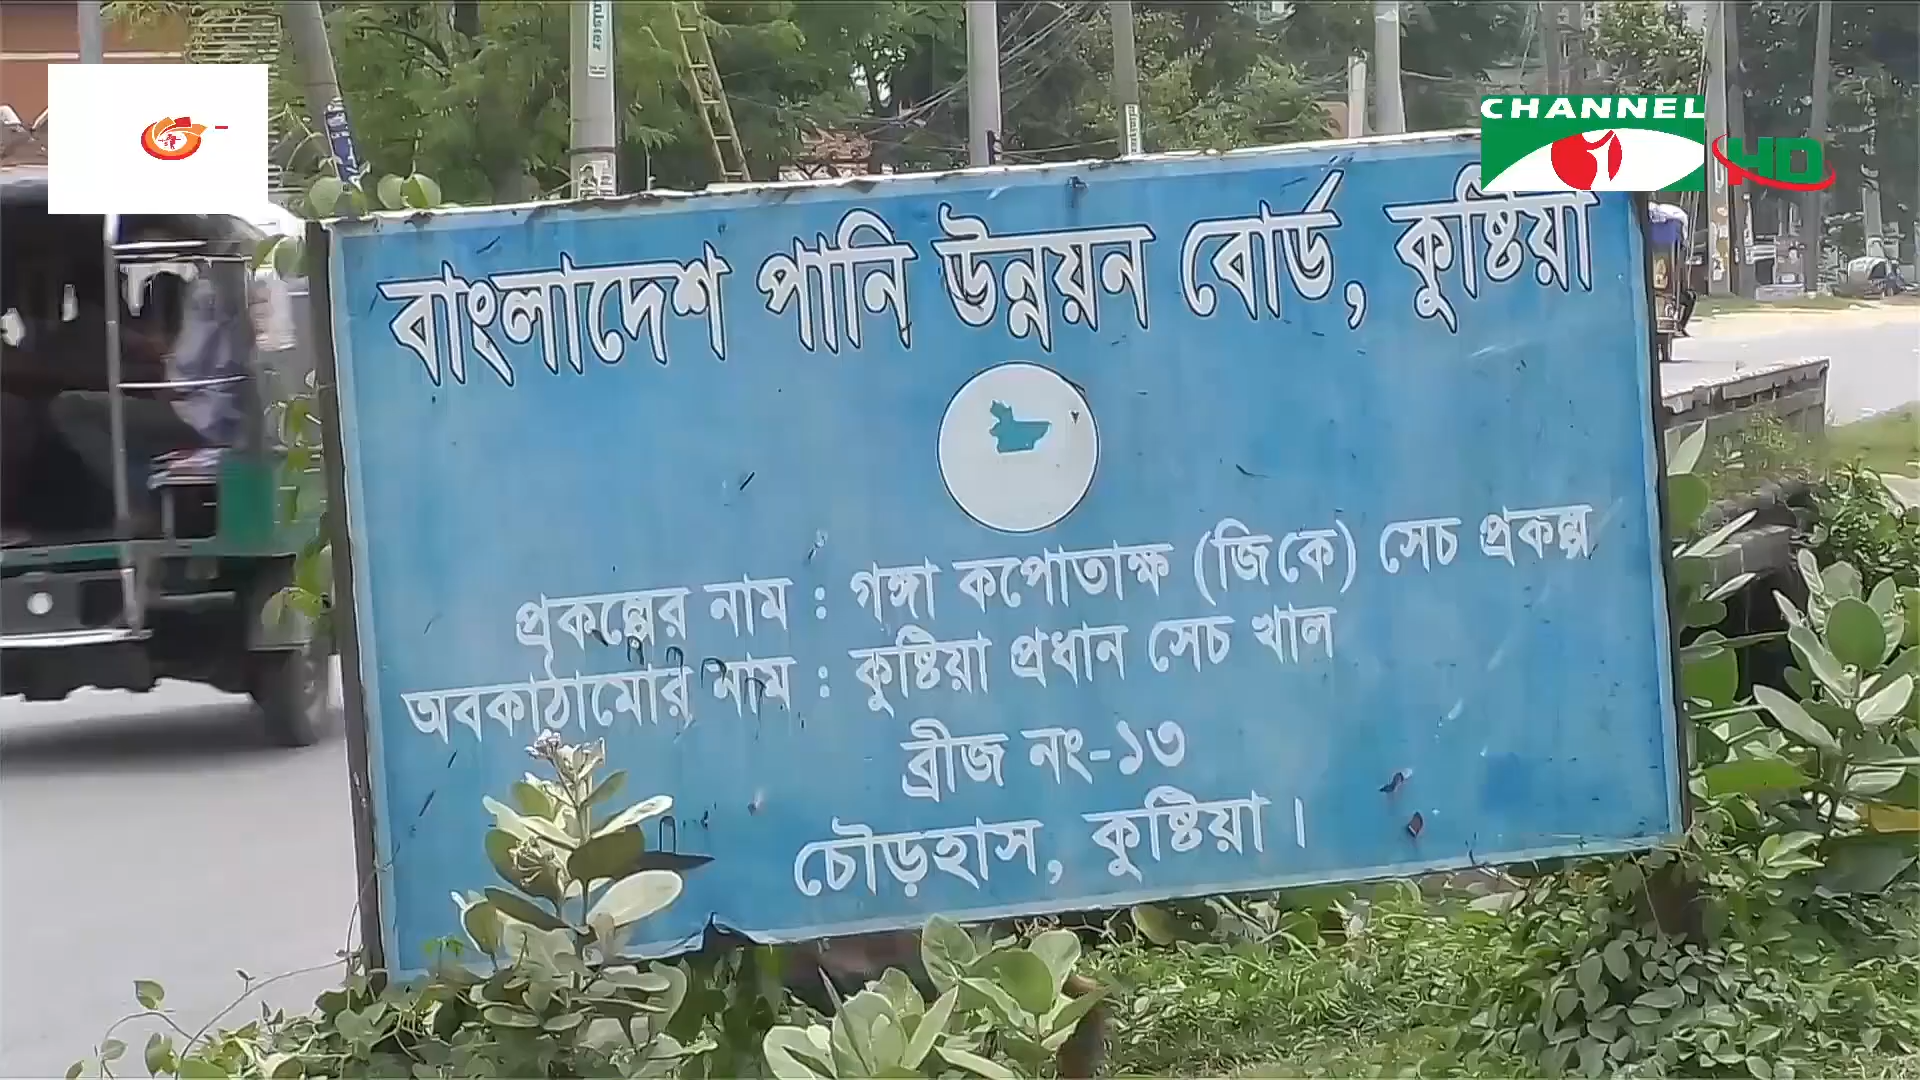 CHANNEL
HD
বাংলাদেশ পানি উন্নয়ন বোর্ড, কুষ্টিয়া
প্রকল্পের নাম : গঙ্গা কপোতাক্ষ (জিকে) সেচ প্রকল্প
অবকাঠামোর নাম : কুষ্টিয়া প্রধান সেচ খাল
ব্রীজ নং-১৩
চৌড়হাস, কুষ্টিয়া।